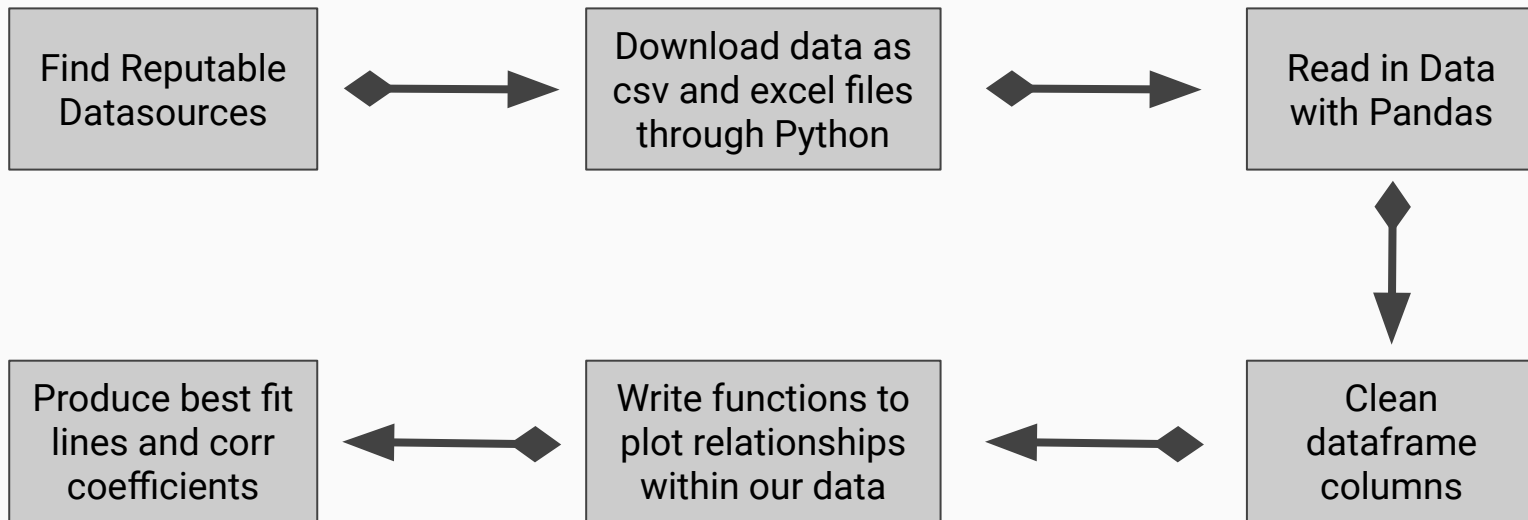 Find Reputable
Datasources
Download data as
csv and excel files
through Python
Read in Data
with Pandas
Clean
dataframe
columns
Write functions to
plot relationships
within our data
Produce best fit
lines and corr
coefficients